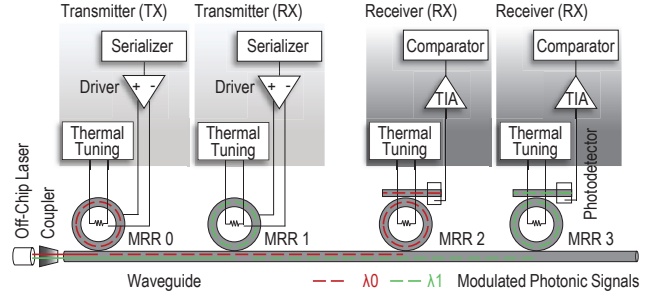 Transmitter (TX) Transmitter (RX) Receiver (RX) Receiver (RX)
Serializer Serializer Comparator Comparator
Driver + - Driver + - TIA TIA
Thermal Tuning Thermal Tuning Thermal Tuning Thermal Tuning
Off-Chip Laser
Coupler
Photodetector
MRR 0 MRR 1 MRR 2 MRR 3
Waveguide λ0 λ1 Modulated Photonic Signals